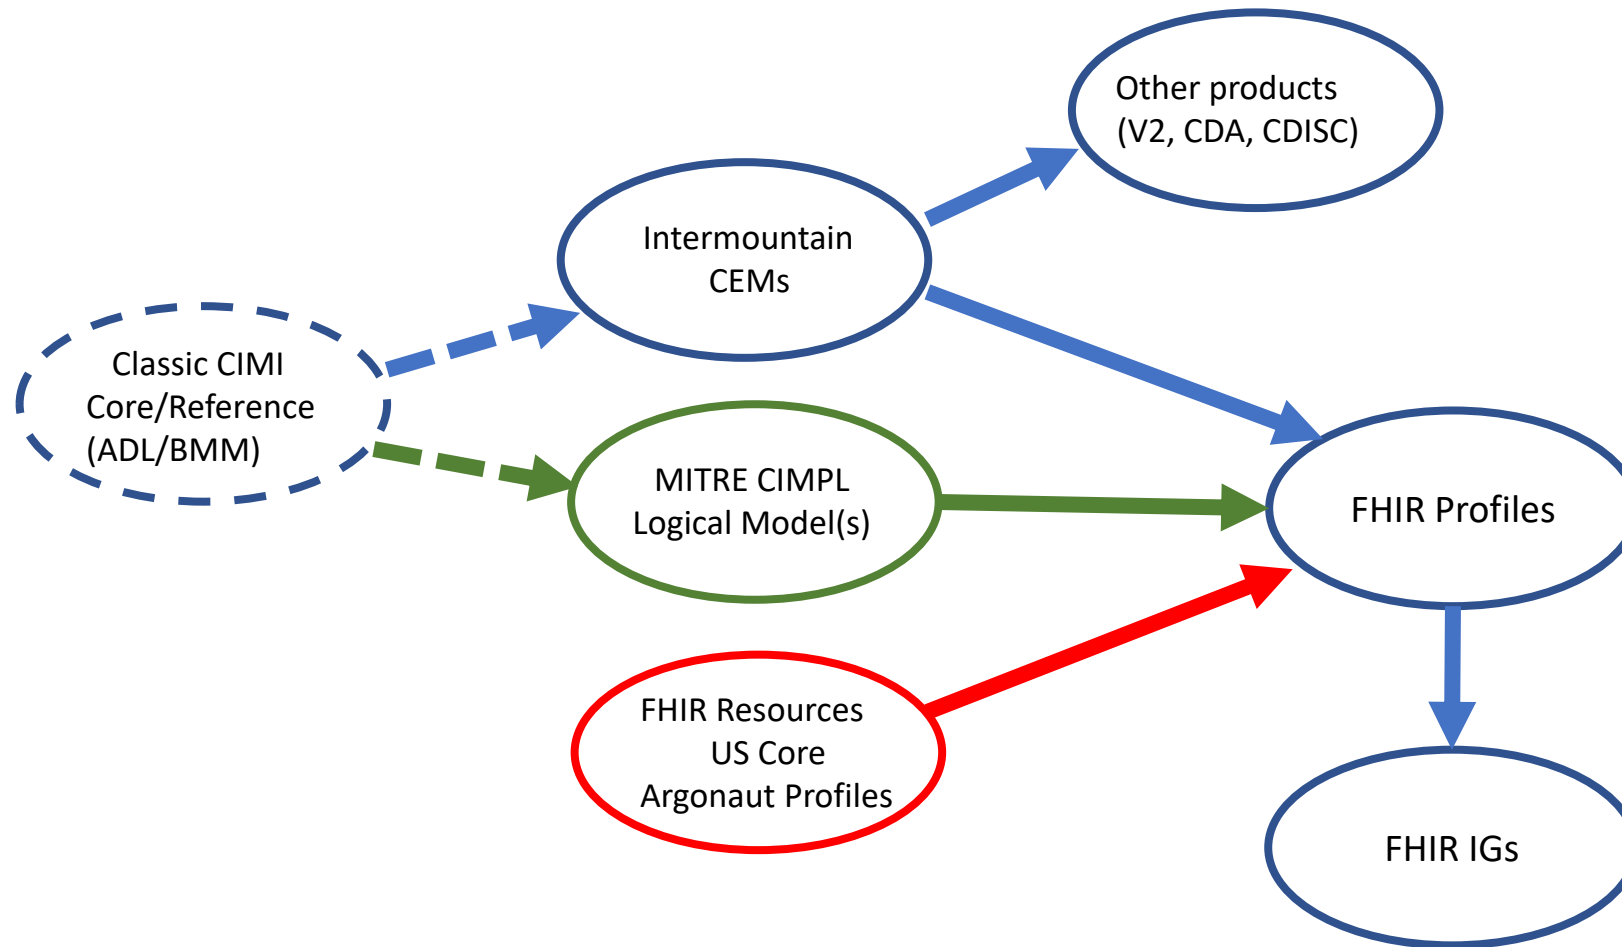 Other products
(V2, CDA, CDISC)
Intermountain
CEMs
Classic CIMI
Core/Reference
(ADL/BMM)
MITRE CIMPL
Logical Model(s)
FHIR Profiles
FHIR Resources
US Core
Argonaut Profiles
FHIR IGs